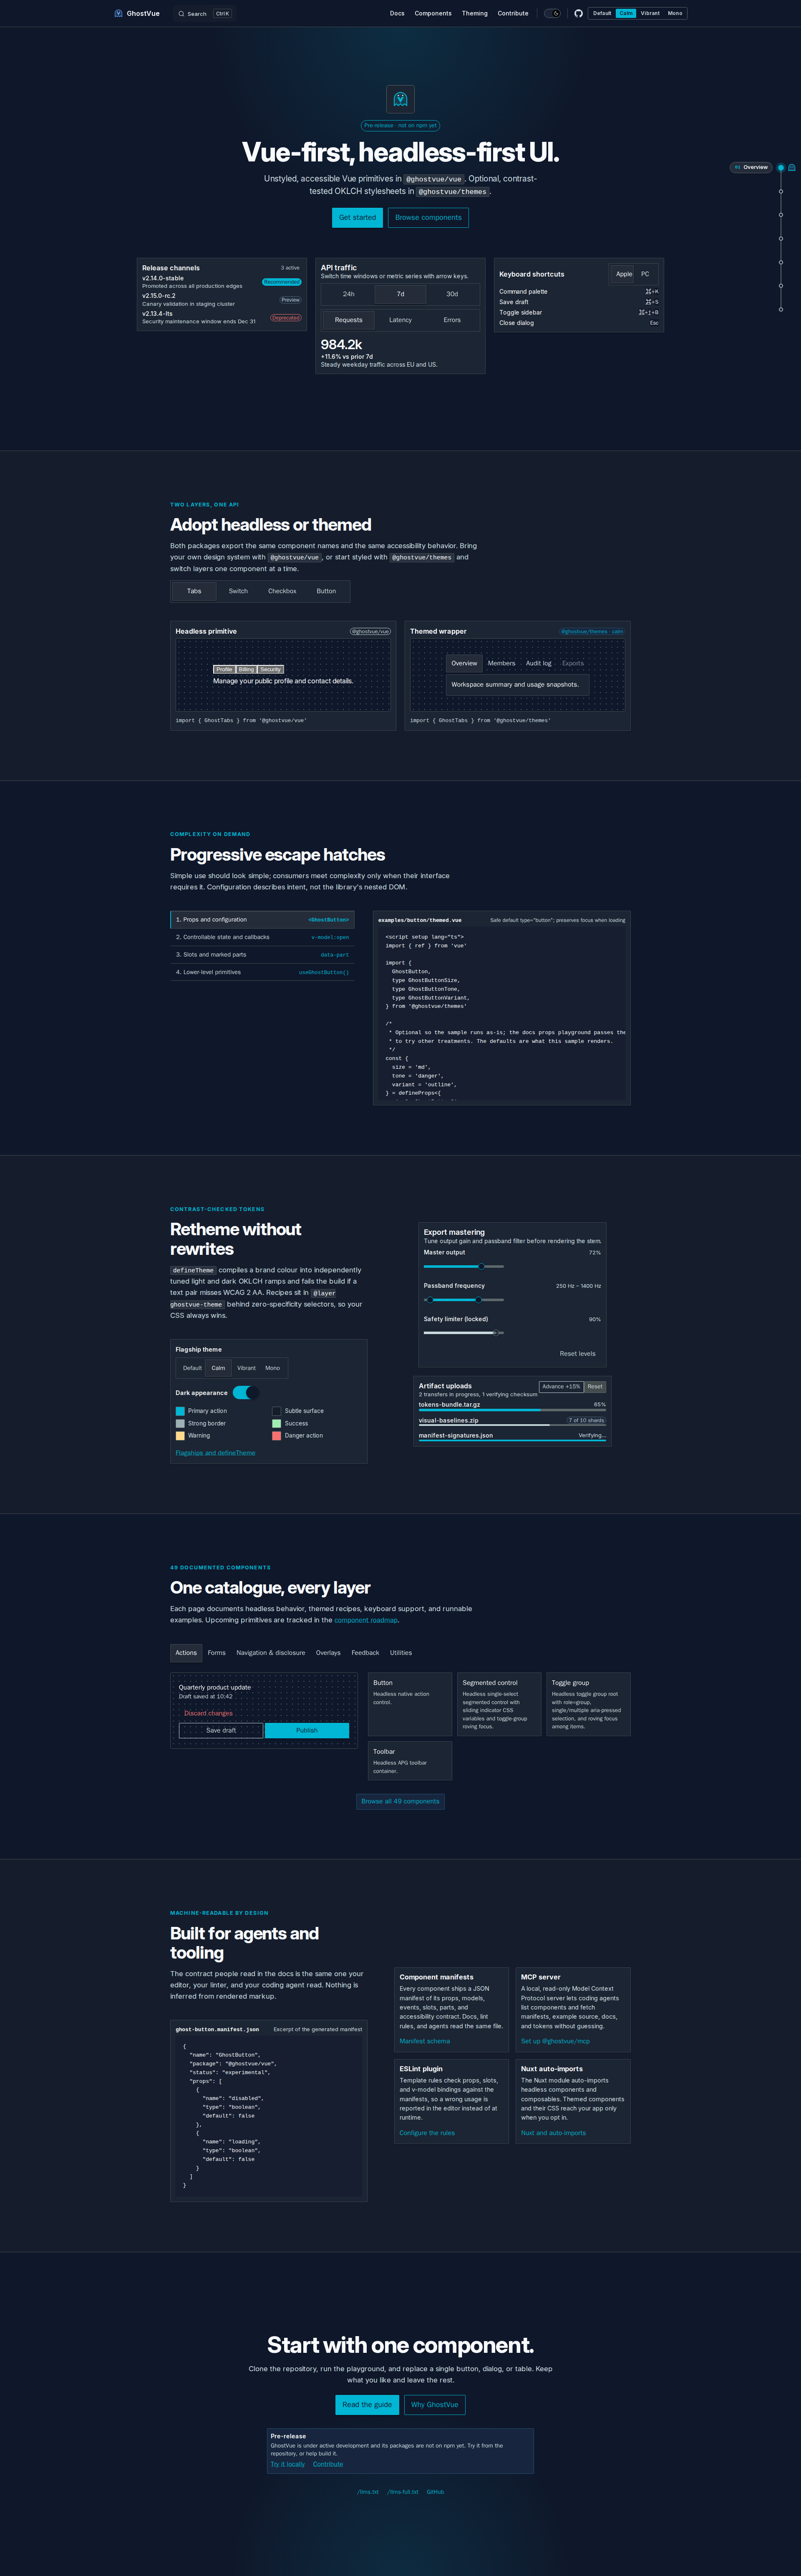 GhostVue
Search
Ctrl K
Docs
Components
Theming
Contribute
Default
Calm
Vibrant
Mono
Pre-release · not on npm yet
Vue-first, headless-first UI.
Unstyled, accessible Vue primitives in @ghostvue/vue. Optional, contrast-
tested OKLCH stylesheets in @ghostvue/themes.
Get started
Browse components
01 Overview
Release channels
3 active
v2.14.0-stable
Promoted across all production edges
Recommended
v2.15.0-rc.2
Canary validation in staging cluster
Preview
v2.13.4-lts
Security maintenance window ends Dec 31
Deprecated
API traffic
Switch time windows or metric series with arrow keys.
24h
7d
30d
Requests
Latency
Errors
984.2k
+11.6% vs prior 7d
Steady weekday traffic across EU and US.
Keyboard shortcuts
Apple
PC
Command palette
⌘+K
Save draft
⌘+S
Toggle sidebar
⌘+⇧+B
Close dialog
Esc
TWO LAYERS, ONE API
Adopt headless or themed
Both packages export the same component names and the same accessibility behavior. Bring
your own design system with @ghostvue/vue, or start styled with @ghostvue/themes and
switch layers one component at a time.
Tabs
Switch
Checkbox
Button
Headless primitive
@ghostvue/vue
Profile
Billing
Security
Manage your public profile and contact details.
import { GhostTabs } from '@ghostvue/vue'
Themed wrapper
@ghostvue/themes · calm
Overview
Members
Audit log
Exports
Workspace summary and usage snapshots.
import { GhostTabs } from '@ghostvue/themes'
COMPLEXITY ON DEMAND
Progressive escape hatches
Simple use should look simple; consumers meet complexity only when their interface
requires it. Configuration describes intent, not the library's nested DOM.
1. Props and configuration
<GhostButton>
2. Controllable state and callbacks
v-model:open
3. Slots and marked parts
data-part
4. Lower-level primitives
useGhostButton()
examples/button/themed.vue
Safe default type="button"; preserves focus when loading
<script setup lang="ts">
import { ref } from 'vue'
import {
GhostButton,
type GhostButtonSize,
type GhostButtonTone,
type GhostButtonVariant,
} from '@ghostvue/themes'
/*
* Optional so the sample runs as-is; the docs props playground passes the
* to try other treatments. The defaults are what this sample renders.
*/
const {
size = 'md',
tone = 'danger',
variant = 'outline',
} = defineProps<{
CONTRAST-CHECKED TOKENS
Retheme without
rewrites
defineTheme compiles a brand colour into independently
tuned light and dark OKLCH ramps and fails the build if a
text pair misses WCAG 2 AA. Recipes sit in @layer
ghostvue-theme behind zero-specificity selectors, so your
CSS always wins.
Flagship theme
Default
Calm
Vibrant
Mono
Dark appearance
Primary action
Subtle surface
Strong border
Success
Warning
Danger action
Flagships and defineTheme
Export mastering
Tune output gain and passband filter before rendering the stem.
Master output
72%
Passband frequency
250 Hz – 1400 Hz
Safety limiter (locked)
90%
Reset levels
Artifact uploads
2 transfers in progress, 1 verifying checksum
Advance +15%
Reset
tokens-bundle.tar.gz
65%
visual-baselines.zip
7 of 10 shards
manifest-signatures.json
Verifying…
49 DOCUMENTED COMPONENTS
One catalogue, every layer
Each page documents headless behavior, themed recipes, keyboard support, and runnable
examples. Upcoming primitives are tracked in the component roadmap.
Actions
Forms
Navigation & disclosure
Overlays
Feedback
Utilities
Quarterly product update
Draft saved at 10:42
Discard changes
Save draft
Publish
Button
Headless native action
control.
Segmented control
Headless single-select
segmented control with
sliding indicator CSS
variables and toggle-group
roving focus.
Toggle group
Headless toggle group root
with role=group,
single/multiple aria-pressed
selection, and roving focus
among items.
Toolbar
Headless APG toolbar
container.
Browse all 49 components
MACHINE-READABLE BY DESIGN
Built for agents and
tooling
The contract people read in the docs is the same one your
editor, your linter, and your coding agent read. Nothing is
inferred from rendered markup.
ghost-button.manifest.json
Excerpt of the generated manifest
{
"name": "GhostButton",
"package": "@ghostvue/vue",
"status": "experimental",
"props": [
{
"name": "disabled",
"type": "boolean",
"default": false
},
{
"name": "loading",
"type": "boolean",
"default": false
}
]
}
Component manifests
Every component ships a JSON
manifest of its props, models,
events, slots, parts, and
accessibility contract. Docs, lint
rules, and agents read the same file.
Manifest schema
MCP server
A local, read-only Model Context
Protocol server lets coding agents
list components and fetch
manifests, example source, docs,
and tokens without guessing.
Set up @ghostvue/mcp
ESLint plugin
Template rules check props, slots,
and v-model bindings against the
manifests, so a wrong usage is
reported in the editor instead of at
runtime.
Configure the rules
Nuxt auto-imports
The Nuxt module auto-imports
headless components and
composables. Themed components
and their CSS reach your app only
when you opt in.
Nuxt and auto-imports
Start with one component.
Clone the repository, run the playground, and replace a single button, dialog, or table. Keep
what you like and leave the rest.
Read the guide
Why GhostVue
Pre-release
GhostVue is under active development and its packages are not on npm yet. Try it from the
repository, or help build it.
Try it locally
Contribute
/llms.txt
/llms-full.txt
GitHub